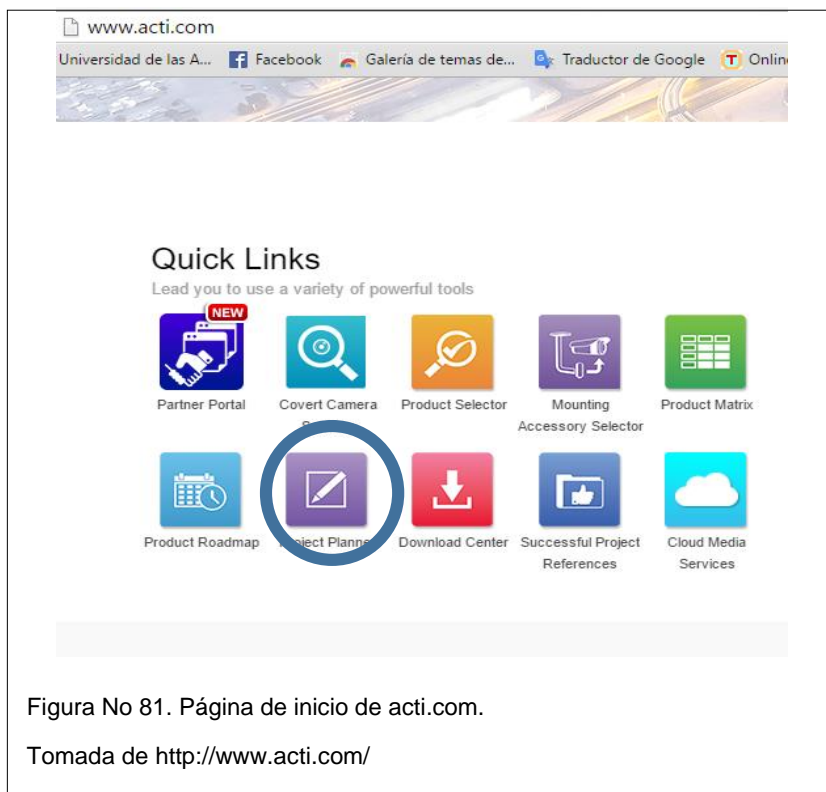 www.acti.com
Universidad de las A... Facebook Galería de temas de... Traductor de Google T Onlin
Quick Links
Lead you to use a variety of powerful tools
NEW
Partner Portal Covert Camera Product Selector Mounting Product Matrix
Accessory Selector
Product Roadmap Project Planner Download Center Successful Project Cloud Media
References Services
Figura No 81. Página de inicio de acti.com.
Tomada de http://www.acti.com/